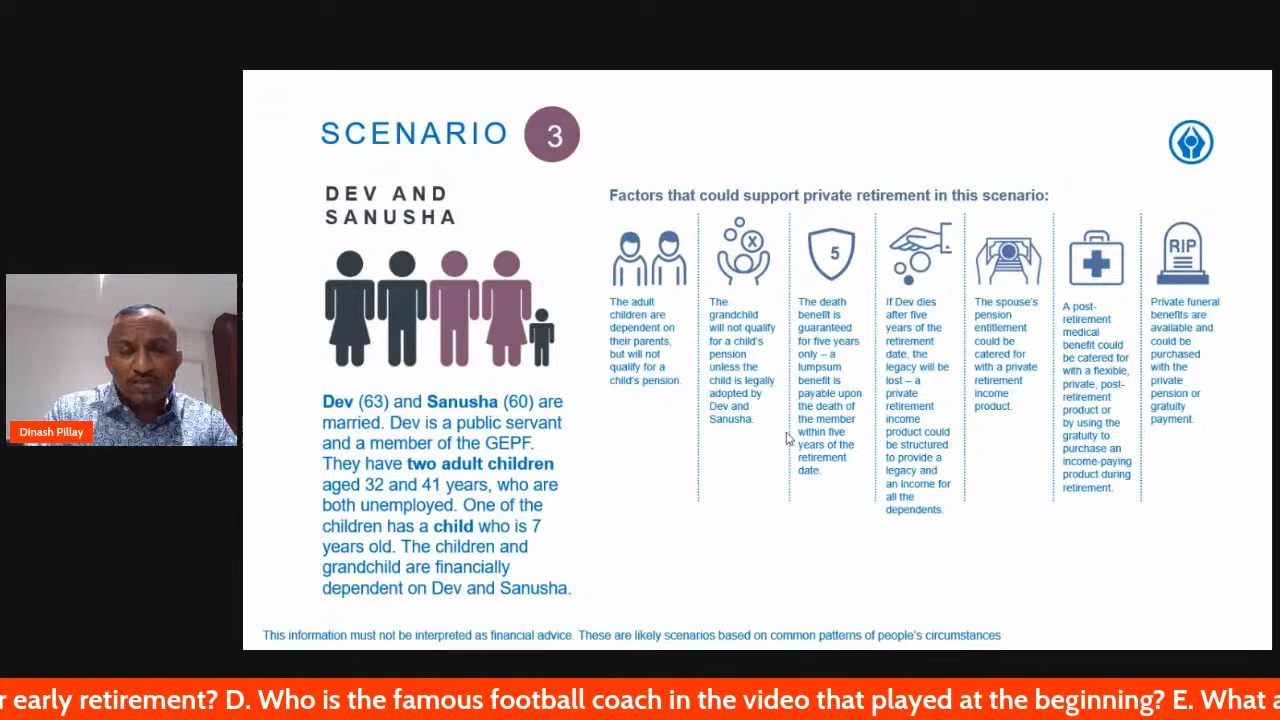 SCENARIO 3
DEV AND
SANUSHA
Dev (63) and Sanusha (60) are
married. Dev is a public servant
and a member of the GEPF.
They have two adult children
aged 32 and 41 years, who are
both unemployed. One of the
children has a child who is 7
years old. The children and
grandchild are financially
dependent on Dev and Sanusha.
Factors that could support private retirement in this scenario:
The adult
children are
dependent on
their parents,
but will not
qualify for a
child's pension.
X
The
grandchild
will not qualify
for a child's
pension
unless the
child is legally
adopted by
Dev and
Sanusha.
5
The death
benefit is
guaranteed
for five years
only – a
lumpsum
benefit is
payable upon
the death of
the member
within five
years of the
retirement
date.
If Dev dies
after five
years of the
retirement
date, the
legacy will be
lost – a
private
retirement
income
product could
be structured
to provide a
legacy and
an income for
all the
dependents.
The spouse's
pension
entitlement
could be
catered for
with a private
retirement
income
product.
A post-
retirement
medical
benefit could
be catered for
with a flexible,
private, post-
retirement
product or
by using the
gratuity to
purchase an
income-paying
product during
retirement.
RIP
Private funeral
benefits are
available and
could be
purchased
with the
private
pension or
gratuity
payment.
Dinash Pillay
This information must not be interpreted as financial advice. These are likely scenarios based on common patterns of people's circumstances
r early retirement? D. Who is the famous football coach in the video that played at the beginning? E. What a